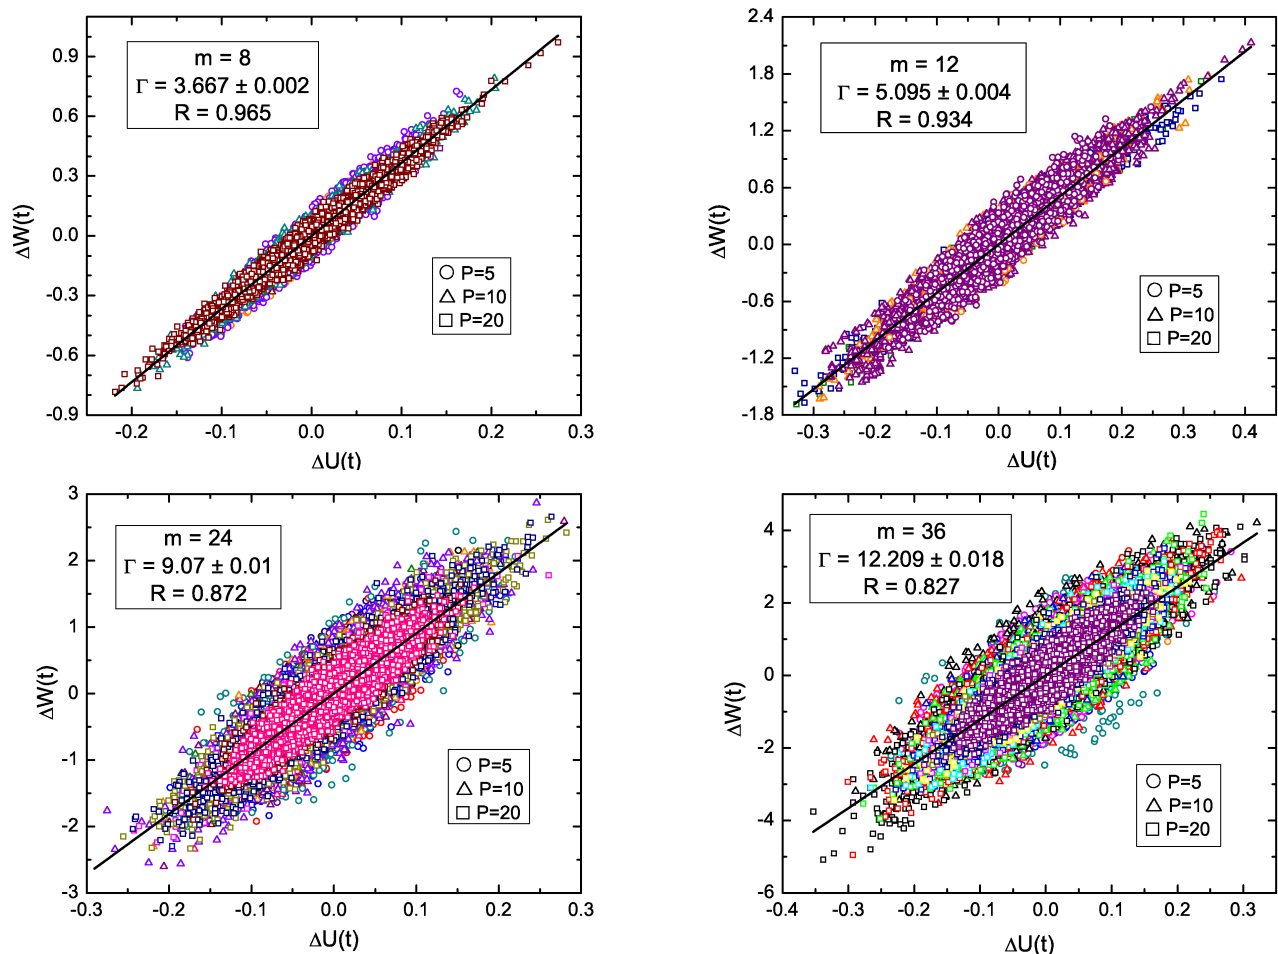 m = 8
Γ = 3.667 ± 0.002
R = 0.965
0.9
0.6
0.3
0.0
-0.3
-0.6
-0.9
ΔW(t)
P=5
P=10
P=20
-0.2 -0.1 0.0 0.1 0.2 0.3
ΔU(t)
m = 12
Γ = 5.095 ± 0.004
R = 0.934
2.4
1.8
1.2
0.6
0.0
-0.6
-1.2
-1.8
ΔW(t)
P=5
P=10
P=20
-0.3 -0.2 -0.1 0.0 0.1 0.2 0.3 0.4
ΔU(t)
m = 24
Γ = 9.07 ± 0.01
R = 0.872
3
2
1
0
-1
-2
-3
ΔW(t)
P=5
P=10
P=20
-0.3 -0.2 -0.1 0.0 0.1 0.2 0.3
ΔU(t)
m = 36
Γ = 12.209 ± 0.018
R = 0.827
4
2
0
-2
-4
-6
ΔW(t)
P=5
P=10
P=20
-0.4 -0.3 -0.2 -0.1 0.0 0.1 0.2 0.3
ΔU(t)